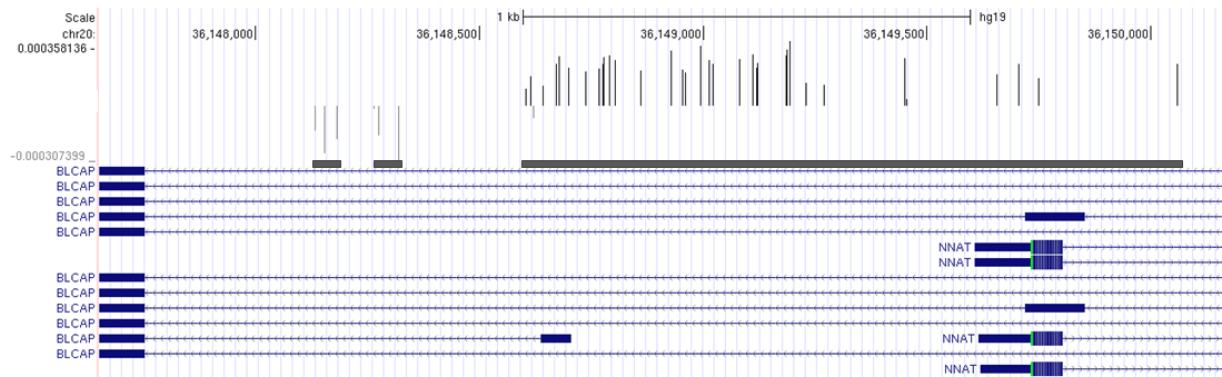 Scale 1 kb hg19
chr20: 36,148,000 36,148,500 36,149,000 36,149,500 36,150,000
0.000358136 -
-0.000307399 _
BLCAP
BLCAP
BLCAP
BLCAP
BLCAP
NNAT
NNAT
BLCAP
BLCAP
BLCAP
BLCAP
BLCAP NNAT
BLCAP
NNAT